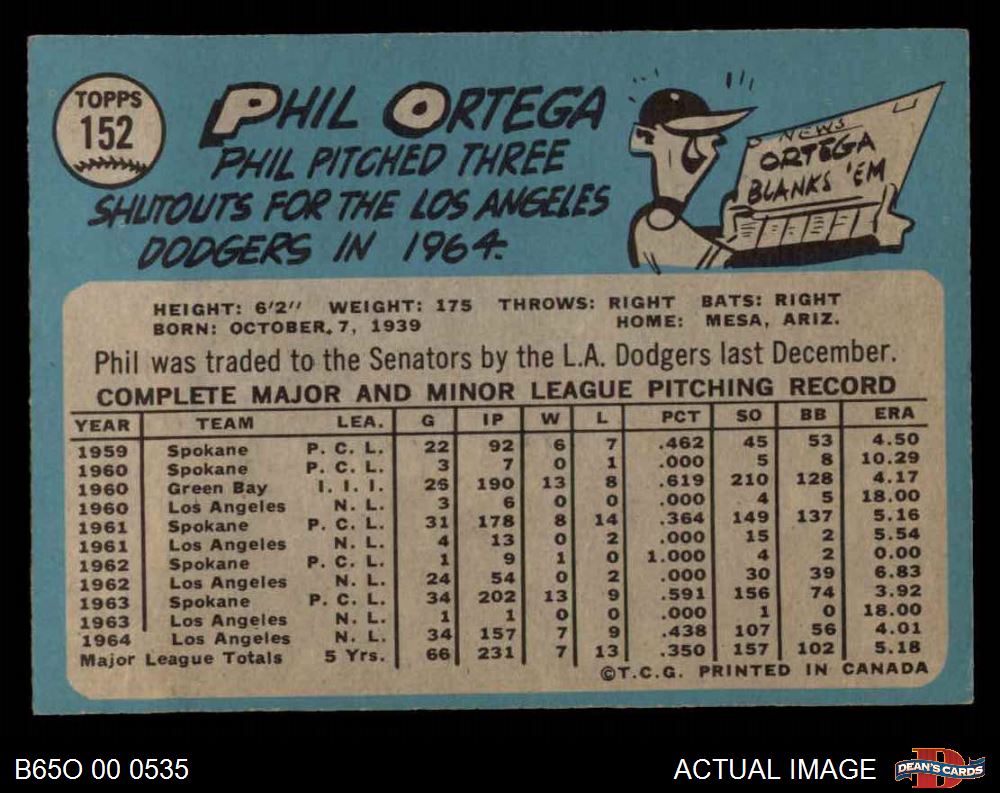 TOPPS
152
PHIL ORTEGA
PHIL PITCHED THREE
SHUTOUTS FOR THE LOS ANGELES
DODGERS IN 1964.
NEWS
ORTEGA
BLANKS 'EM
HEIGHT: 6'2" WEIGHT: 175 THROWS: RIGHT BATS: RIGHT
BORN: OCTOBER 7, 1939 HOME: MESA, ARIZ.
Phil was traded to the Senators by the L.A. Dodgers last December.
COMPLETE MAJOR AND MINOR LEAGUE PITCHING RECORD
YEAR TEAM LEA. G IP W L PCT SO BB ERA
1959 Spokane P. C. L. 22 92 6 7 .462 45 53 4.50
1960 Spokane P. C. L. 3 7 0 1 .000 5 8 10.29
1960 Green Bay I. I. I. 25 190 13 8 .619 210 128 4.17
1960 Los Angeles N. L. 3 6 0 0 .000 4 5 18.00
1961 Spokane P. C. L. 31 178 8 14 .364 149 137 5.16
1961 Los Angeles N. L. 4 13 0 2 .000 15 2 5.54
1962 Spokane P. C. L. 1 9 1 0 1.000 4 2 0.00
1962 Los Angeles N. L. 24 54 0 2 .000 30 39 6.83
1963 Spokane P. C. L. 34 202 13 9 .591 156 74 3.92
1963 Los Angeles N. L. 1 1 0 0 .000 1 0 18.00
1964 Los Angeles N. L. 34 157 7 9 .438 107 56 4.01
Major League Totals 5 Yrs. 66 231 7 13 .350 157 102 5.18
©T.C.G. PRINTED IN CANADA
B65O 00 0535
ACTUAL IMAGE
DEAN'S CARDS